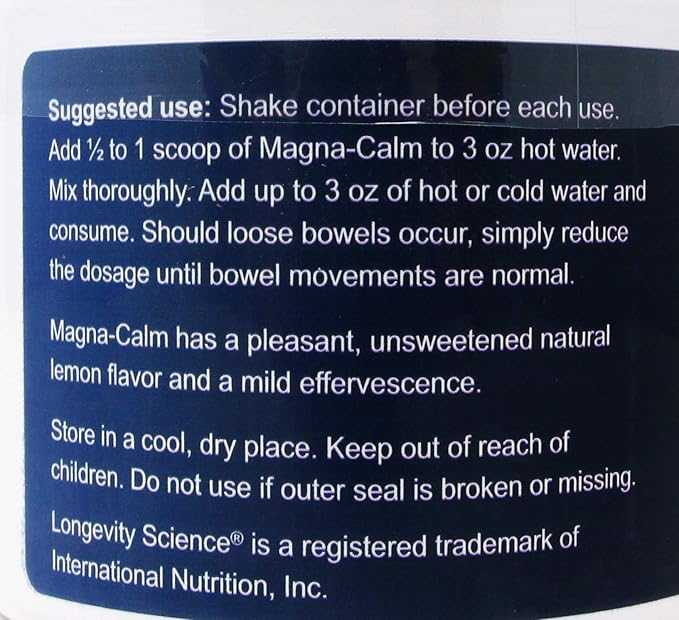 Suggested use: Shake container before each use.
Add ½ to 1 scoop of Magna-Calm to 3 oz hot water.
Mix thoroughly. Add up to 3 oz of hot or cold water and
consume. Should loose bowels occur, simply reduce
the dosage until bowel movements are normal.
Magna-Calm has a pleasant, unsweetened natural
lemon flavor and a mild effervescence.
Store in a cool, dry place. Keep out of reach of
children. Do not use if outer seal is broken or missing.
Longevity Science® is a registered trademark of
International Nutrition, Inc.